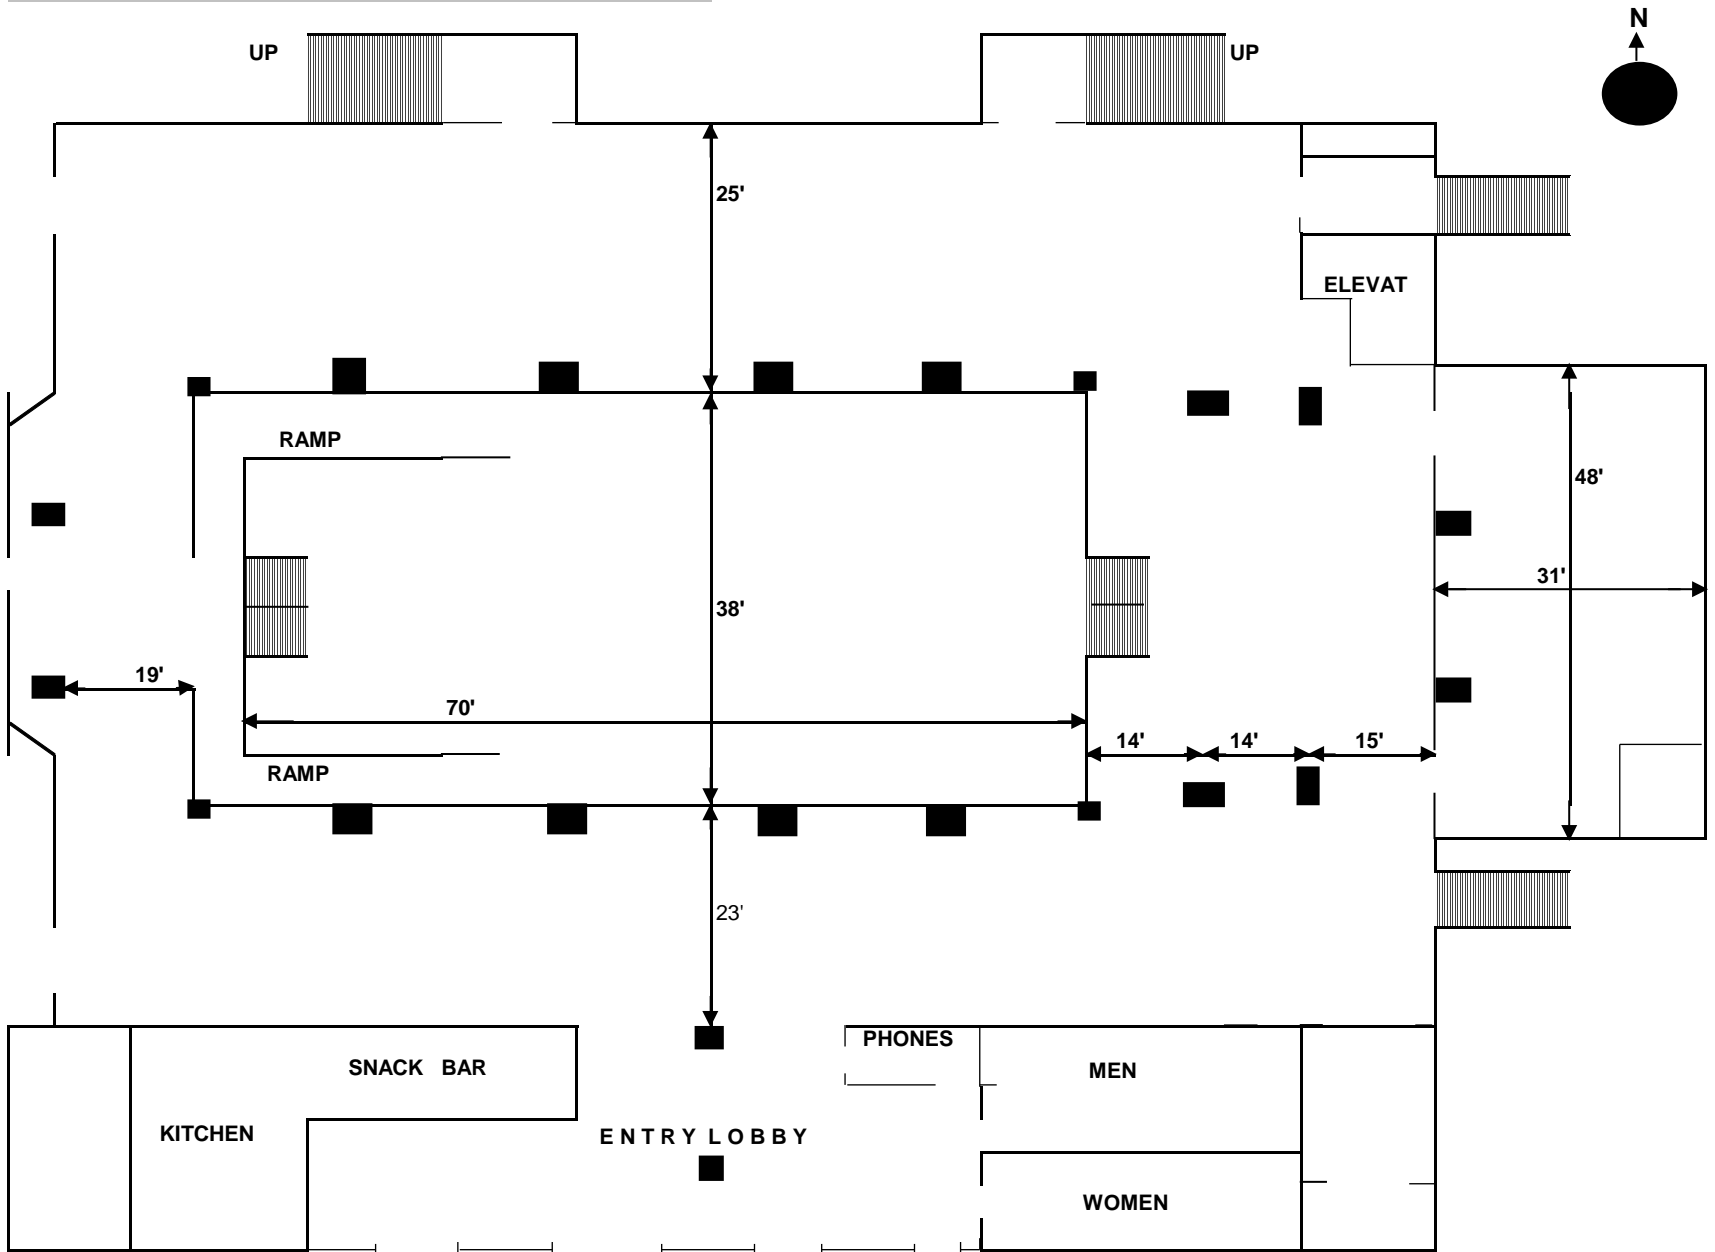 N
UP
UP
25'
ELEVAT
RAMP
48'
31'
38'
19'
70'
14'
14'
15'
RAMP
23'
PHONES
SNACK BAR
MEN
KITCHEN
ENTRY LOBBY
WOMEN